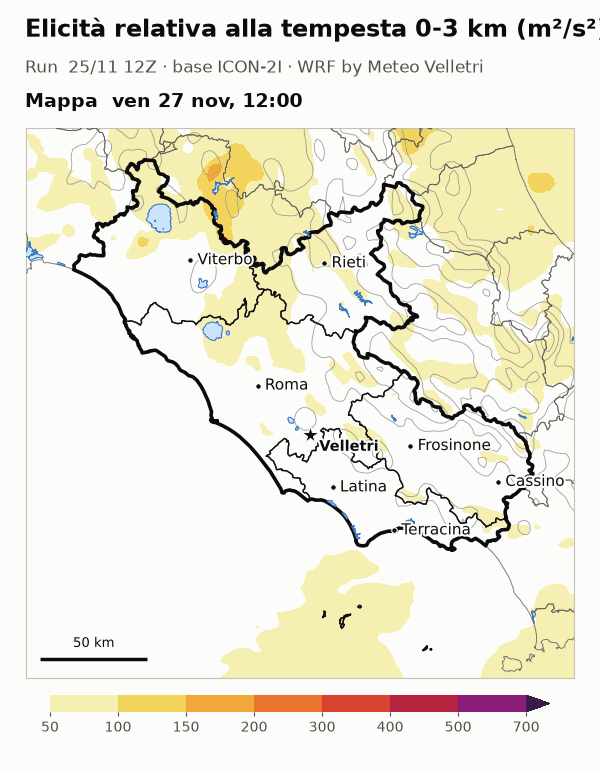 Elicità relativa alla tempesta 0-3 km (m²/s²)
Run 25/11 12Z · base ICON-2I · WRF by Meteo Velletri
Mappa ven 27 nov, 12:00
Viterbo
Rieti
Roma
Velletri
Frosinone
Cassino
Latina
Terracina
50 km
50 100 150 200 300 400 500 700